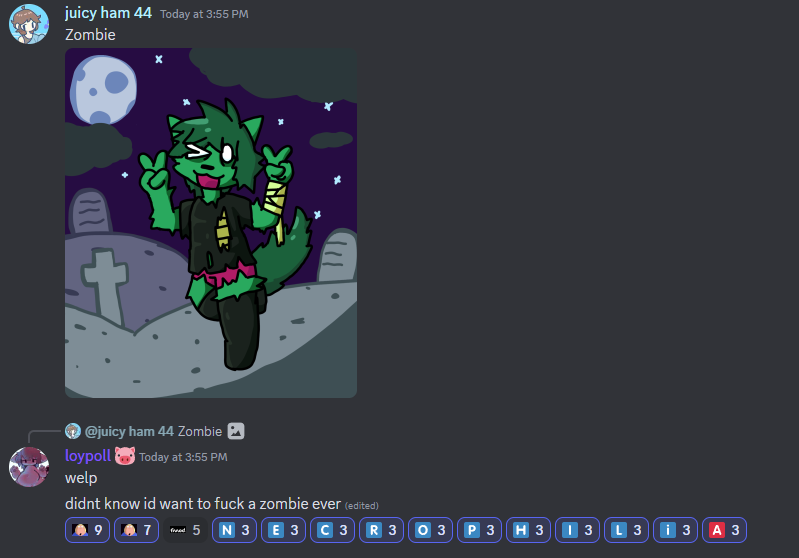 juicy ham 44 Today at 3:55 PM
Zombie
@juicy ham 44 Zombie
loypoll Today at 3:55 PM
welp
didnt know id want to fuck a zombie ever (edited)
9 7 5 N 3 E 3 C 3 R 3 O 3 P 3 H 3 I 3 L 3 i 3 A 3